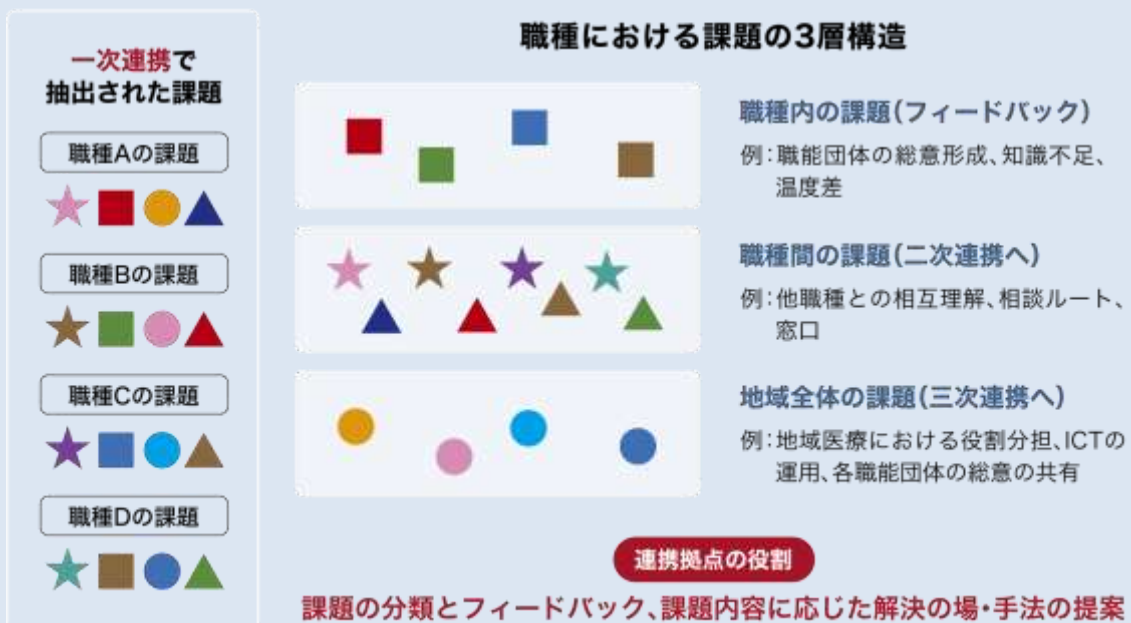 一次連携で
抽出された課題
職種Aの課題
職種Bの課題
職種Cの課題
職種Dの課題
職種における課題の3層構造
職種内の課題(フィードバック)
例:職能団体の総意形成、知識不足、
温度差
職種間の課題(二次連携へ)
例:他職種との相互理解、相談ルート、
窓口
地域全体の課題(三次連携へ)
例:地域医療における役割分担、ICTの
運用、各職能団体の総意の共有
連携拠点の役割
課題の分類とフィードバック、課題内容に応じた解決の場・手法の提案